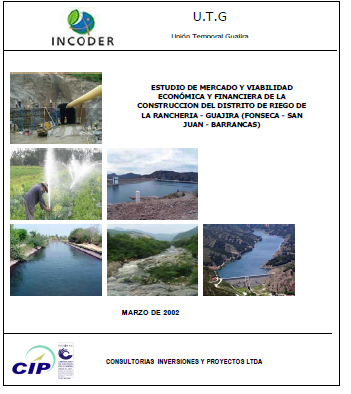 INCODER
U.T.G
Unión Temporal Guajira
ESTUDIO DE MERCADO Y VIABILIDAD
ECONÓMICA Y FINANCIERA DE LA
CONSTRUCCION DEL DISTRITO DE RIEGO DE
LA RANCHERIA - GUAJIRA (FONSECA - SAN
JUAN - BARRANCAS)
MARZO DE 2002
CIP
CONSULTORIAS INVERSIONES Y PROYECTOS LTDA